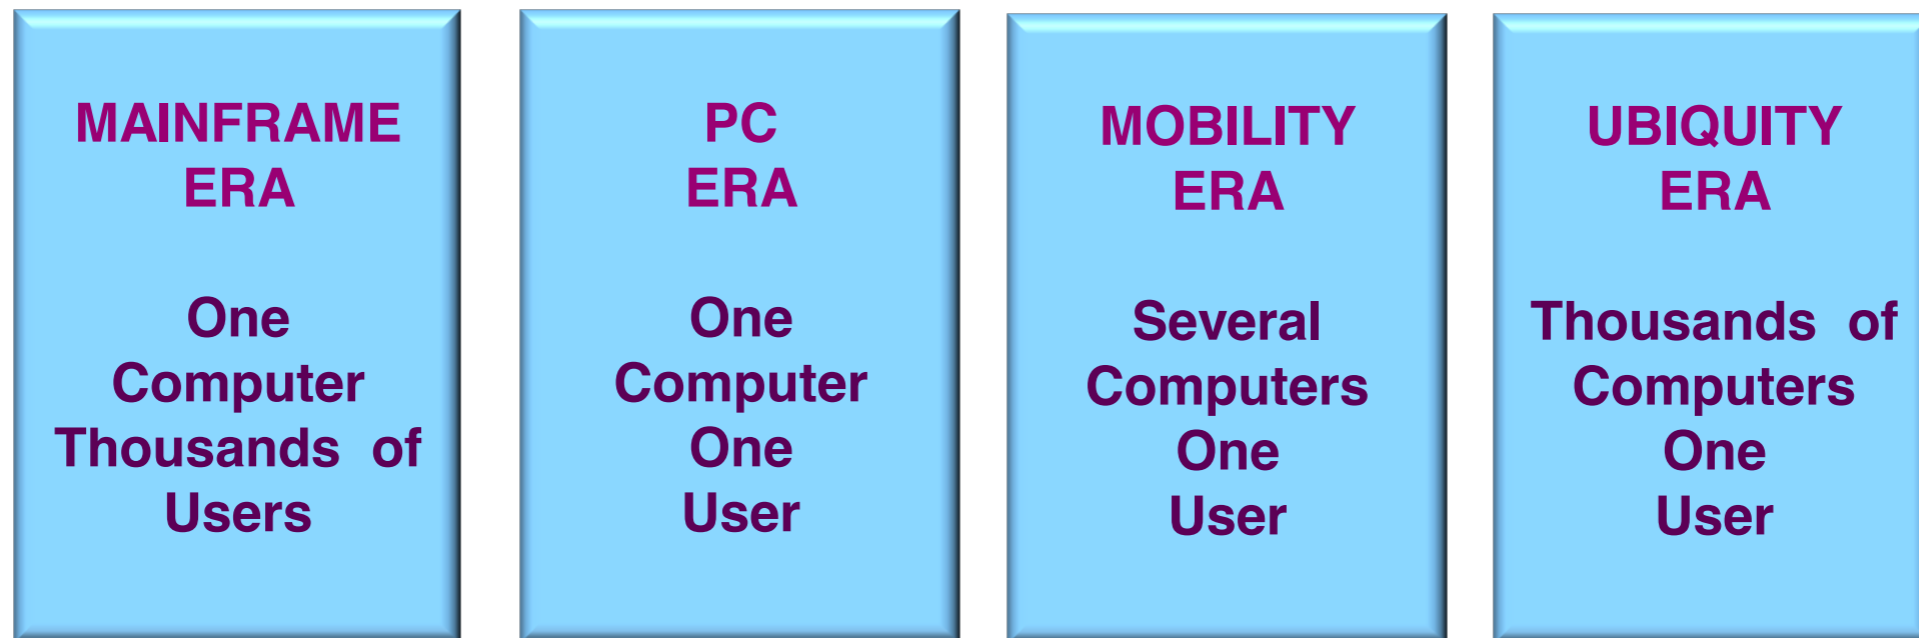 MAINFRAME
ERA
One
Computer
Thousands of
Users
PC
ERA
One
Computer
One
User
MOBILITY
ERA
Several
Computers
One
User
UBIQUITY
ERA
Thousands of
Computers
One
User